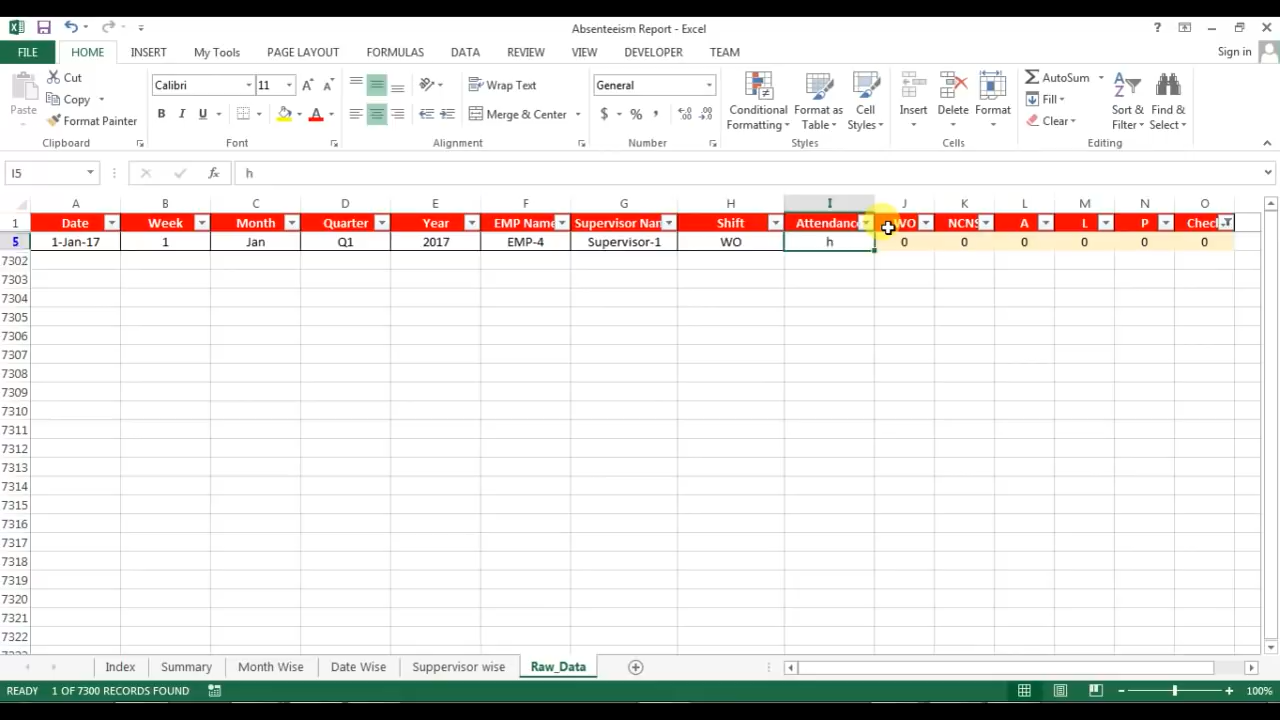 Absenteeism Report - Excel
?
FILE HOME INSERT My Tools PAGE LAYOUT FORMULAS DATA REVIEW VIEW DEVELOPER TEAM Sign in
Paste
Cut
Copy
Format Painter
Clipboard
Calibri 11
B I U
Font
Wrap Text
Merge & Center
Alignment
General
$ % ,
Number
Conditional Formatting
Format as Table
Cell Styles
Styles
Insert Delete Format
Cells
AutoSum
Fill
Clear
Sort & Filter
Find & Select
Editing
I5 fx h
A B C D E F G H I J K L M N O
1 Date Week Month Quarter Year EMP Name Supervisor Nam Shift Attendance WO NCNS A L P Check
5 1-Jan-17 1 Jan Q1 2017 EMP-4 Supervisor-1 WO h 0 0 0 0 0 0
7302
7303
7304
7305
7306
7307
7308
7309
7310
7311
7312
7313
7314
7315
7316
7317
7318
7319
7320
7321
7322
Index Summary Month Wise Date Wise Suppervisor wise Raw_Data
READY 1 OF 7300 RECORDS FOUND 100%